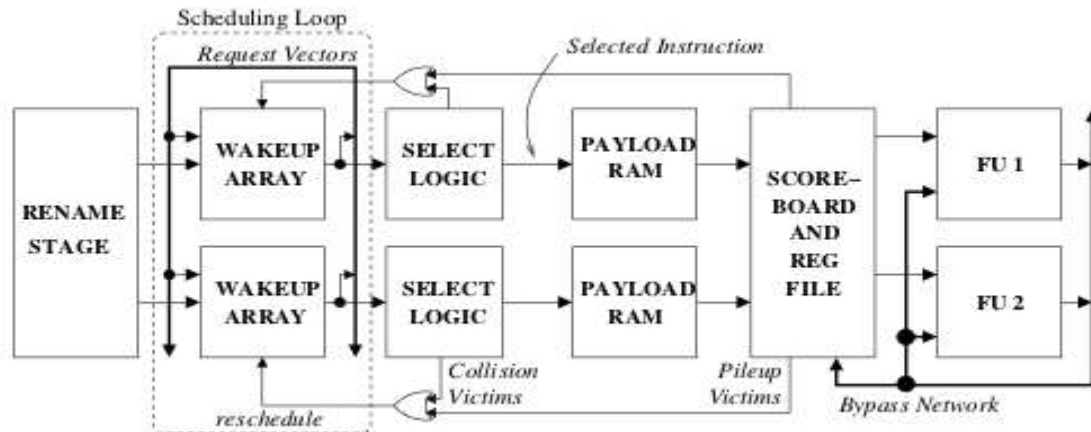 Scheduling Loop
Request Vectors
Selected Instruction
RENAME
STAGE
WAKEUP
ARRAY
SELECT
LOGIC
PAYLOAD
RAM
SCORE–
BOARD
AND
REG
FILE
FU 1
WAKEUP
ARRAY
SELECT
LOGIC
PAYLOAD
RAM
FU 2
Collision
Victims
Pileup
Victims
reschedule
Bypass Network